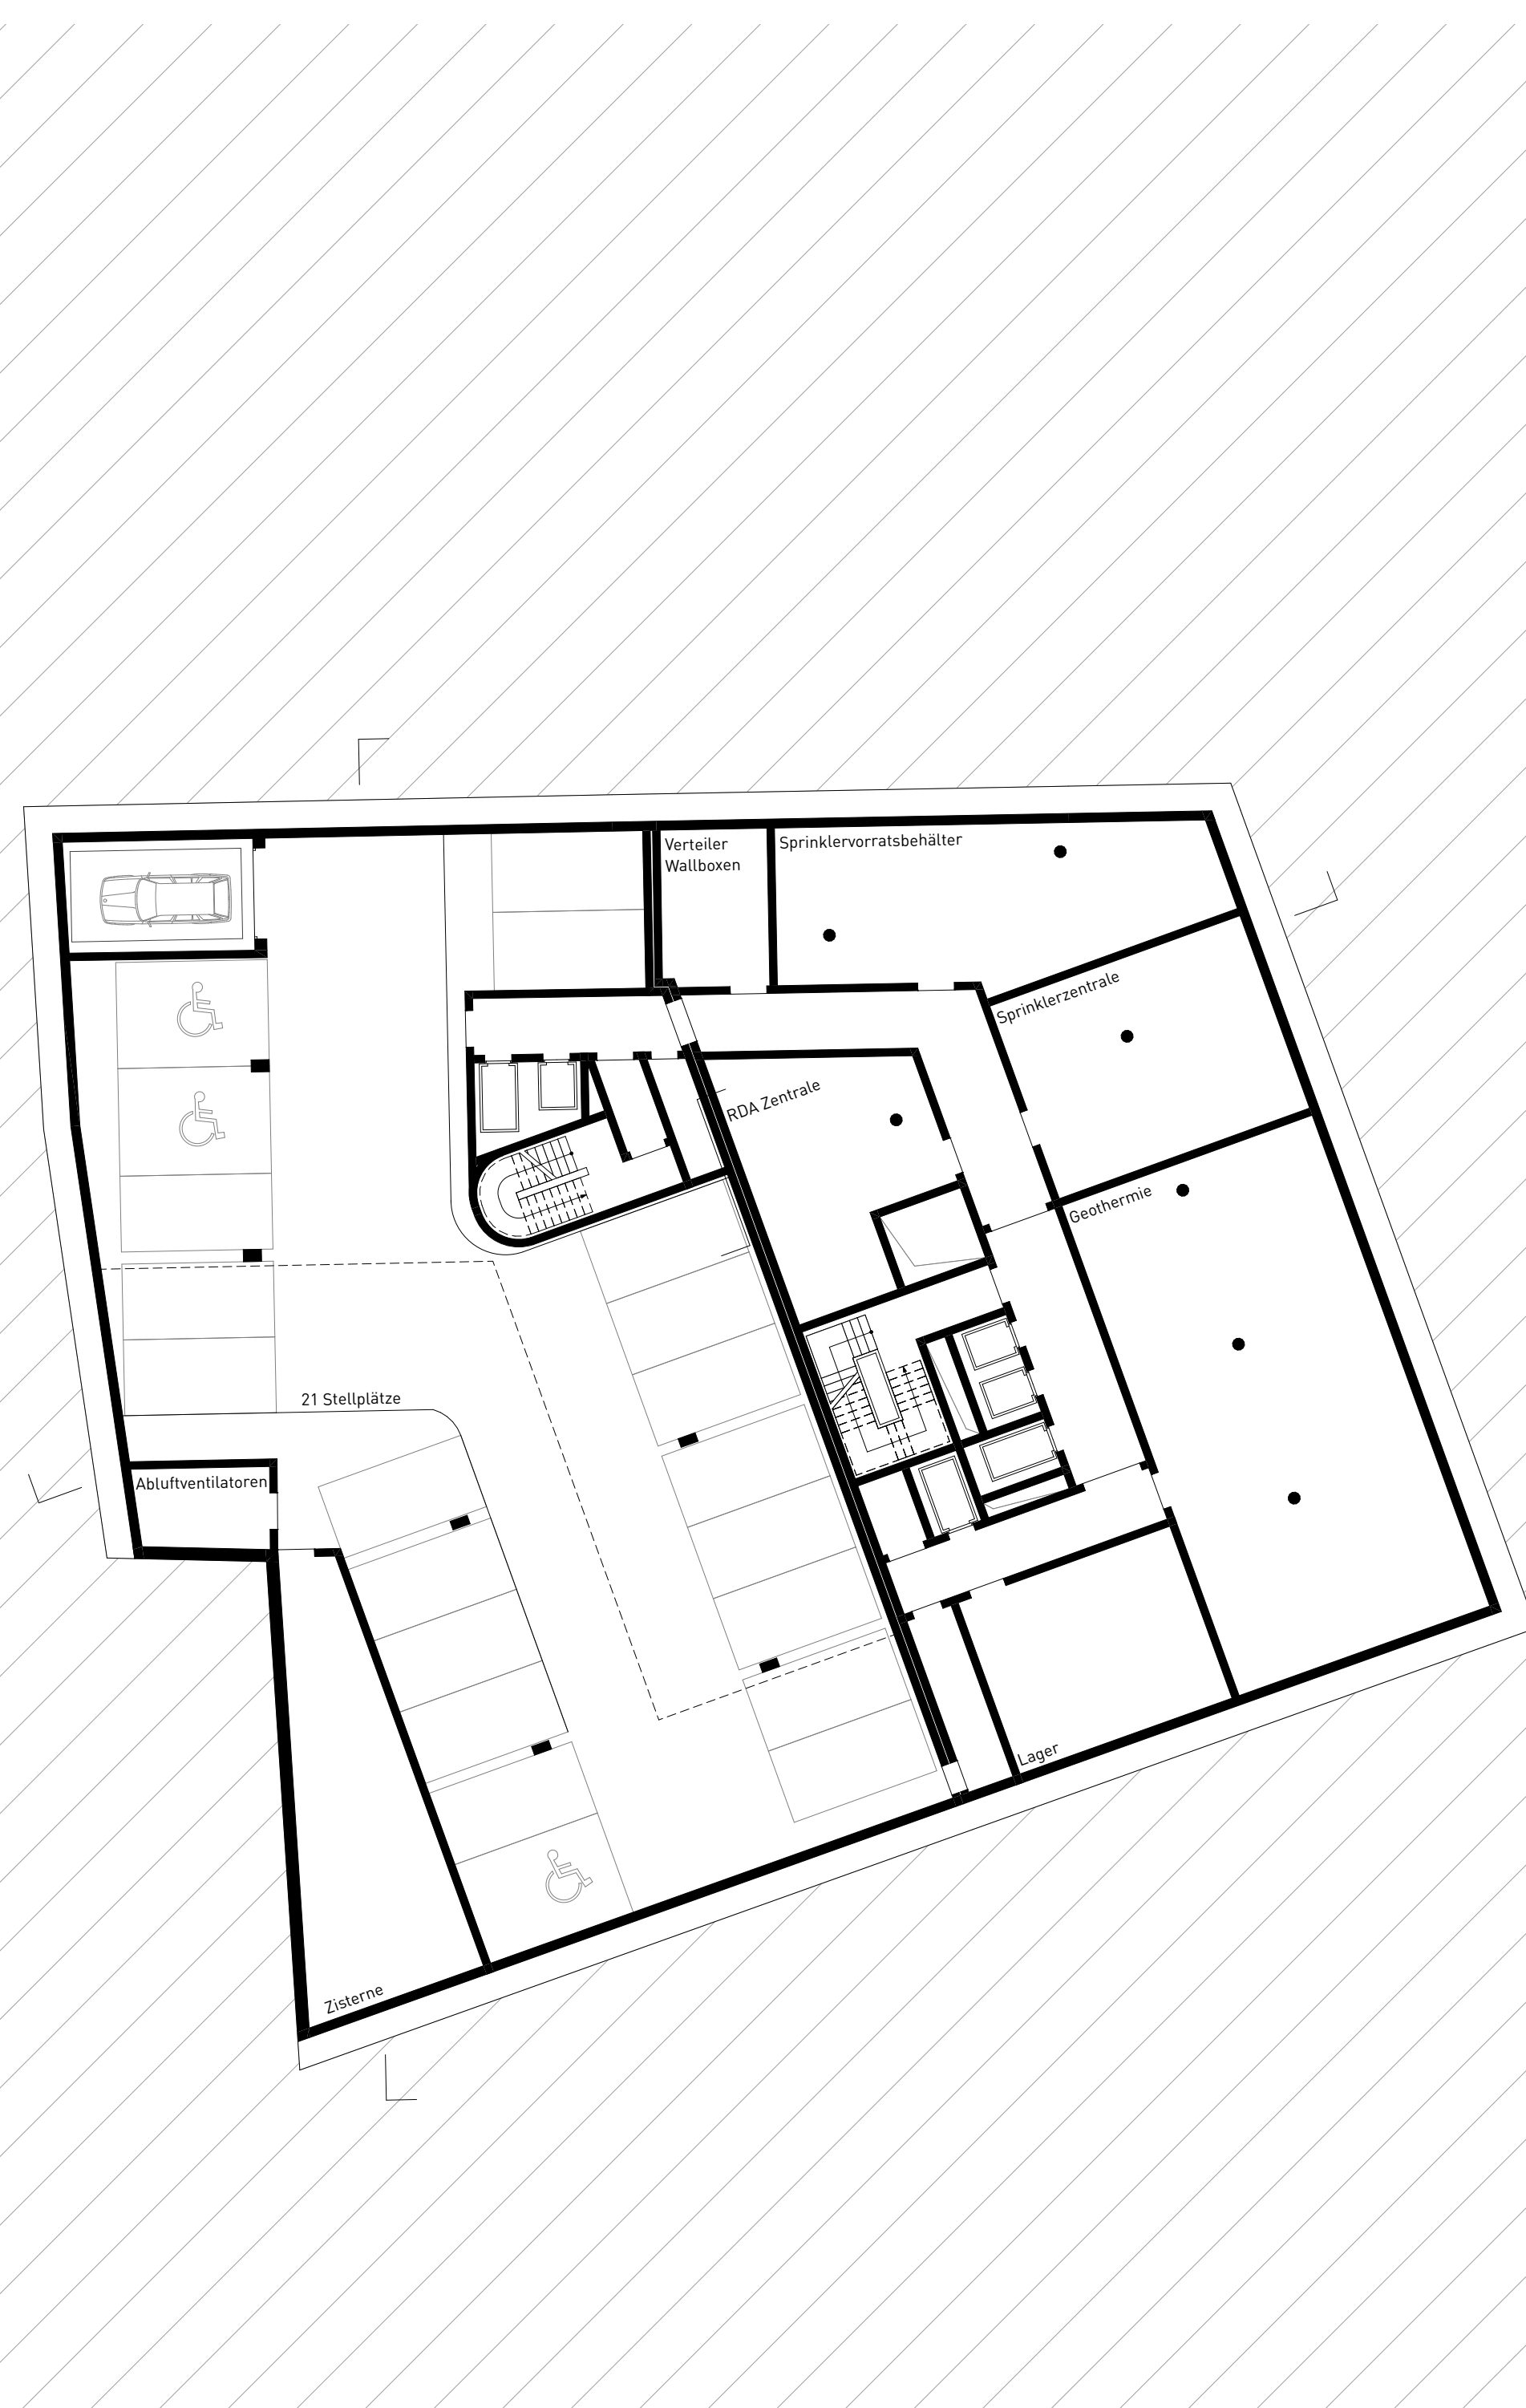 Verteiler
Wallboxen
Sprinklervorratsbehälter
Sprinklerzentrale
RDA Zentrale
Geothermie
21 Stellplätze
Abluftventilatoren
Lager
Zisterne